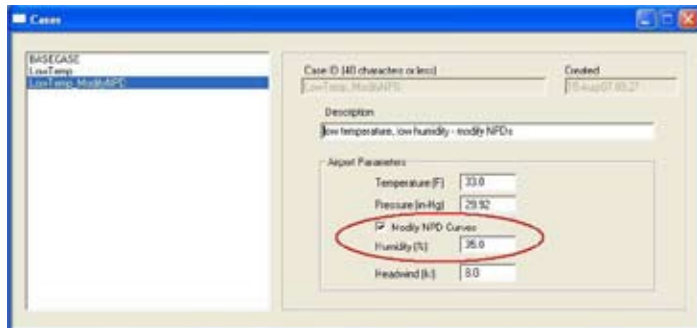 Cases
BASECASE
LowTemp
LowTemp_ModifyNPD
Case ID (40 characters or less)
Created
LowTemp_ModifyNPD
Description
low temperature, low humidity - modify NPDs
Airport Parameters
Temperature (F) 33.0
Pressure (in-Hg) 29.92
Modify NPD Curves
Humidity (%) 35.0
Headwind (kt) 8.0